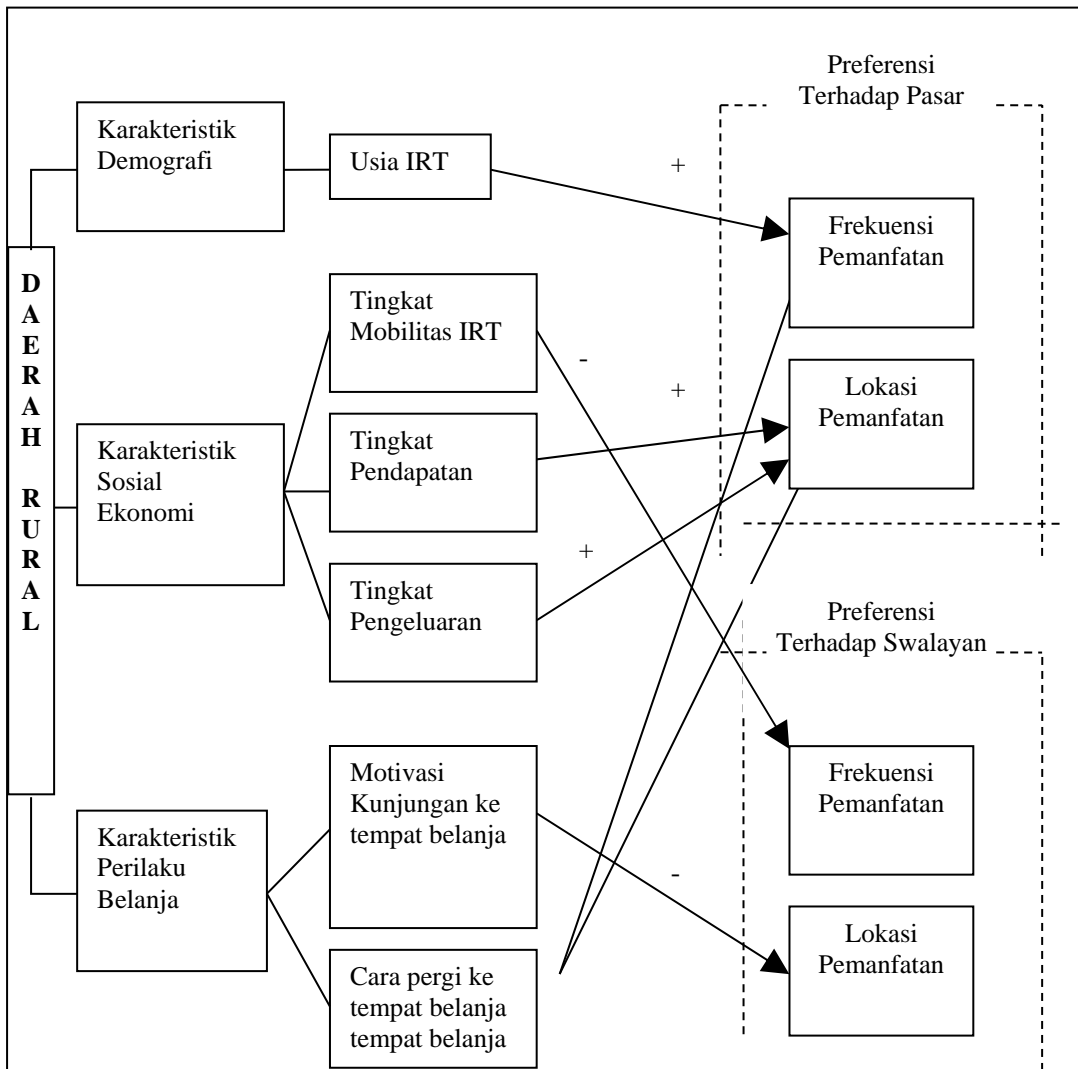 Preferensi
Terhadap Pasar
Karakteristik
Demografi
Usia IRT
+
Frekuensi
Pemanfatan
D
A
E
R
A
H
R
U
R
A
L
Tingkat
Mobilitas IRT
-
+
Lokasi
Pemanfatan
Karakteristik
Sosial
Ekonomi
Tingkat
Pendapatan
+
Tingkat
Pengeluaran
Preferensi
Terhadap Swalayan
Motivasi
Kunjungan ke
tempat belanja
Frekuensi
Pemanfatan
Karakteristik
Perilaku
Belanja
-
Lokasi
Pemanfatan
Cara pergi ke
tempat belanja
tempat belanja